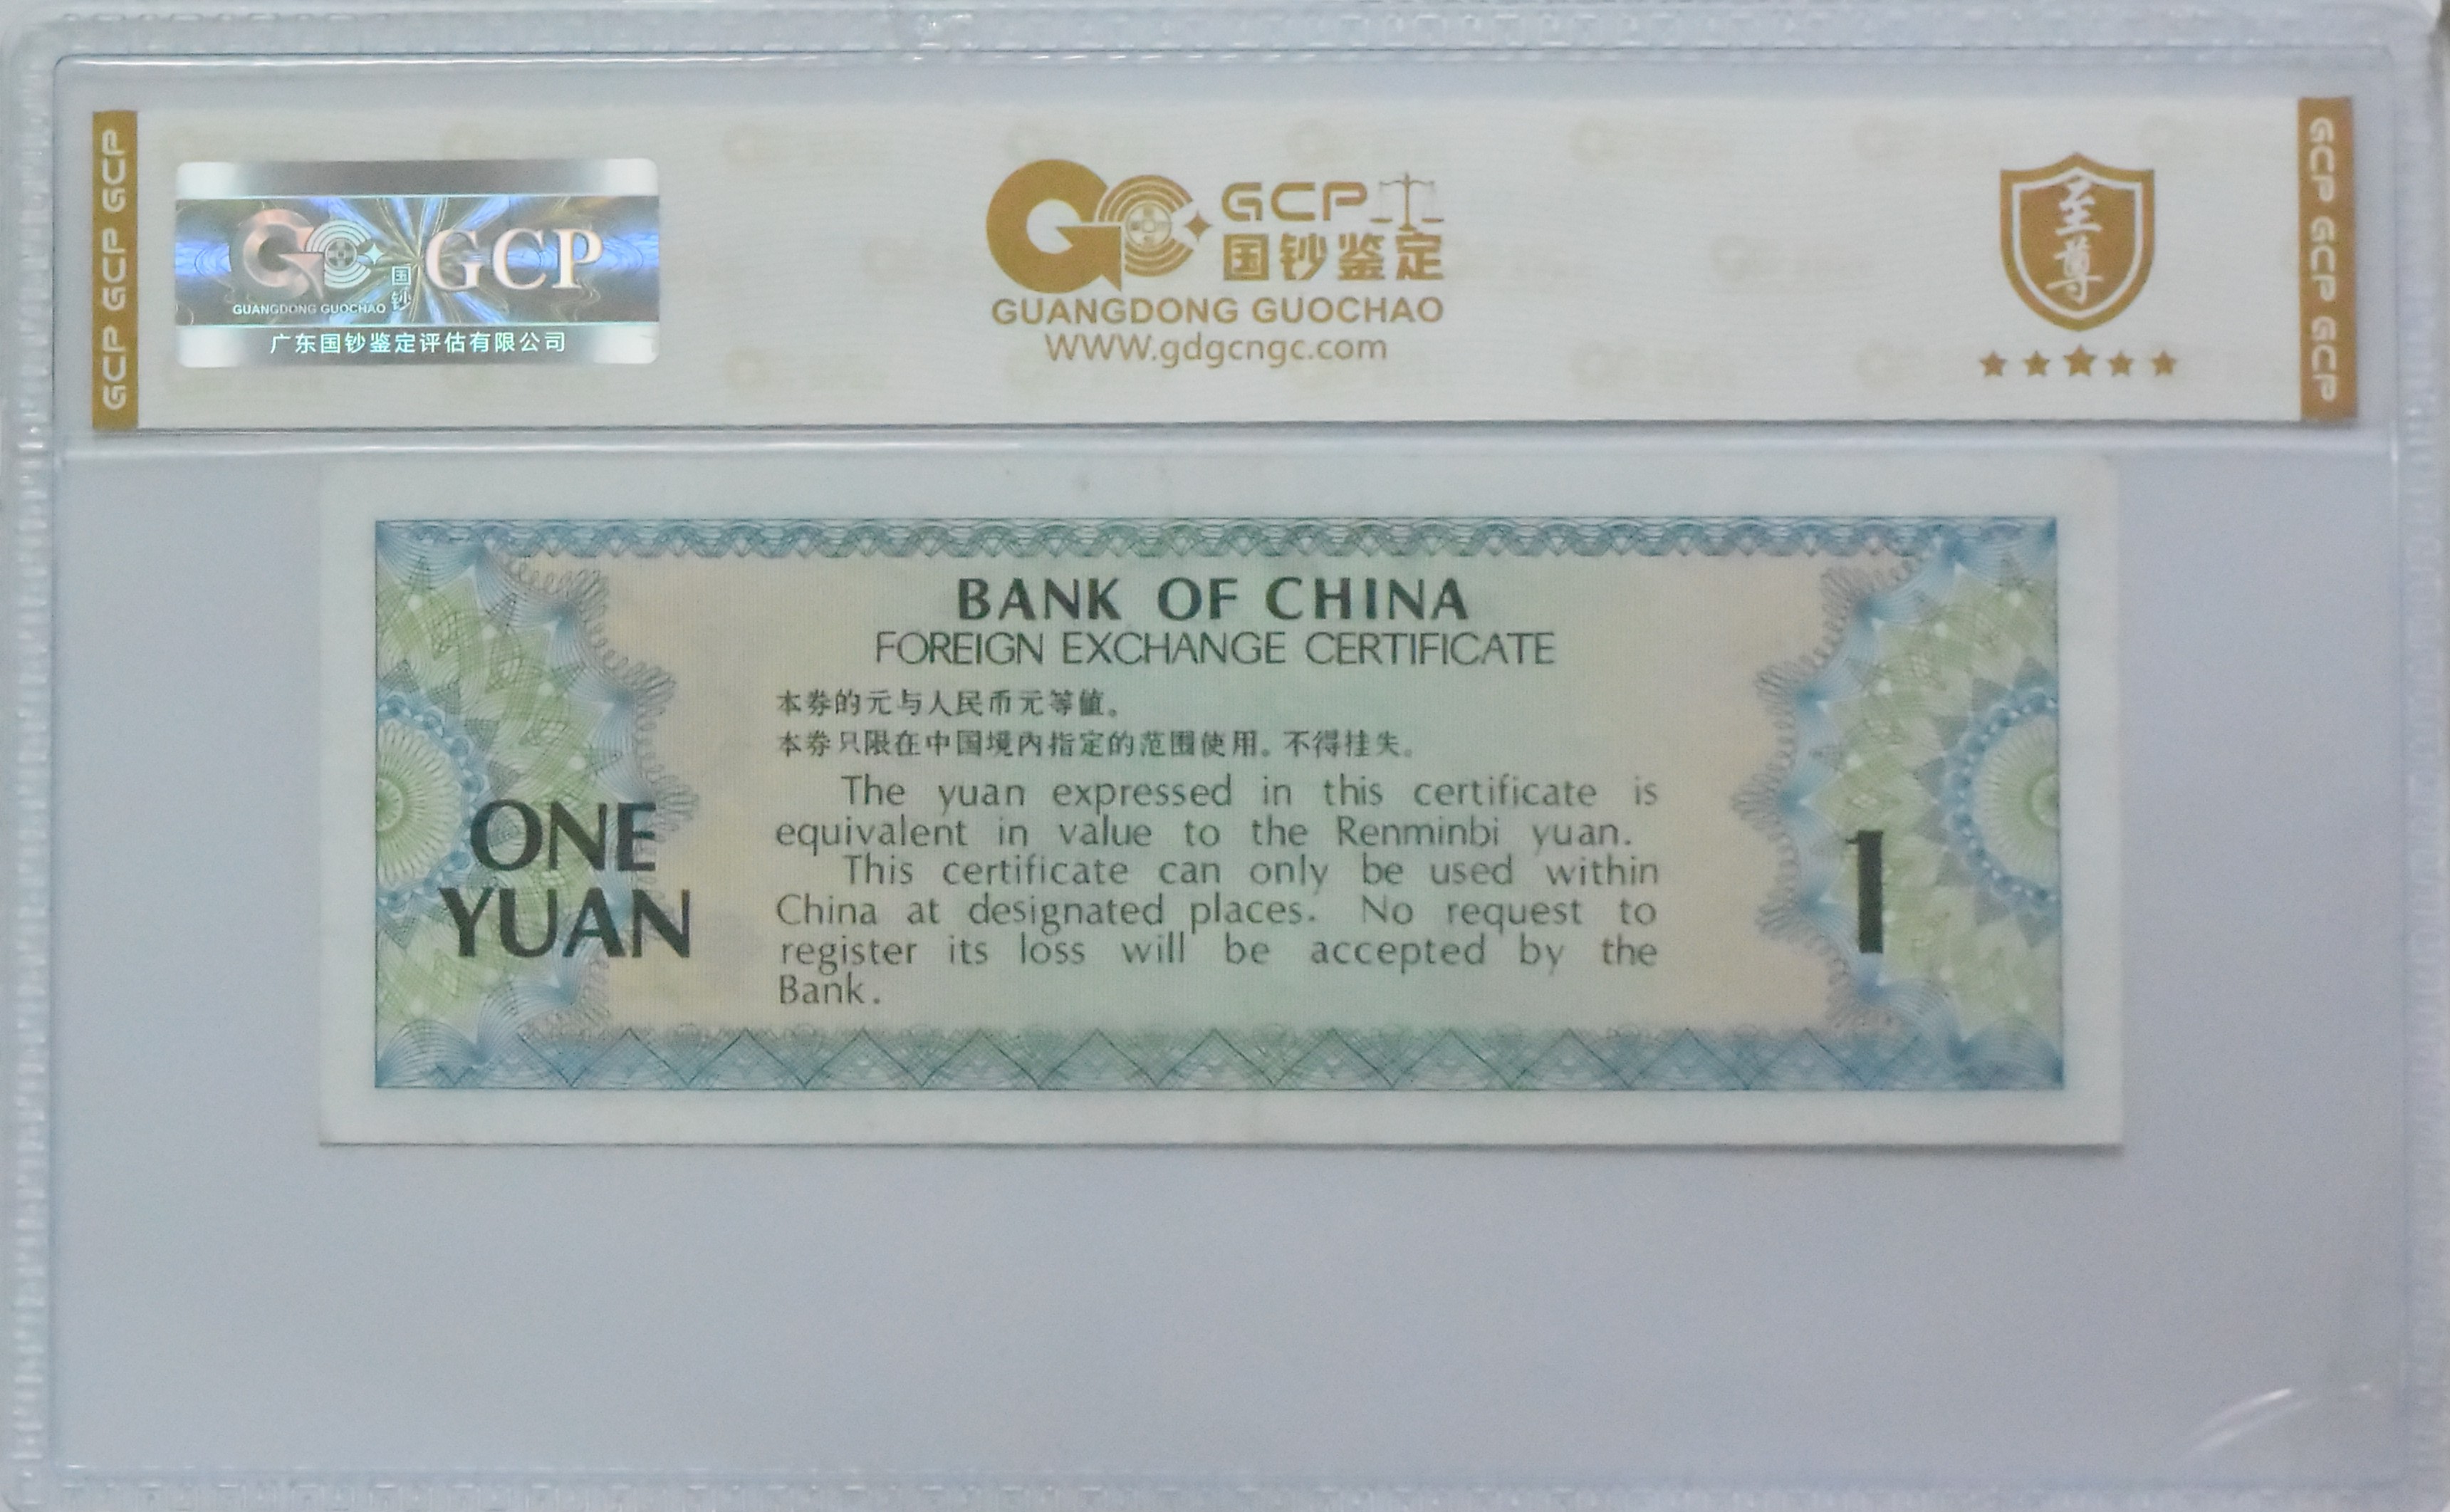 GCP GCP GCP
GC GCP
国钞
GUANGDONG GUOCHAO
广东国钞鉴定评估有限公司
GC GCP
国钞鉴定
GUANGDONG GUOCHAO
WWW.gdgcngc.com
至尊
GCP GCP GCP
BANK OF CHINA
FOREIGN EXCHANGE CERTIFICATE
本券的元与人民币元等値。
本券只限在中国境内指定的范围使用。不得挂失。
The yuan expressed in this certificate is
equivalent in value to the Renminbi yuan.
This certificate can only be used within
China at designated places. No request to
register its loss will be accepted by the
Bank.
ONE
YUAN
1